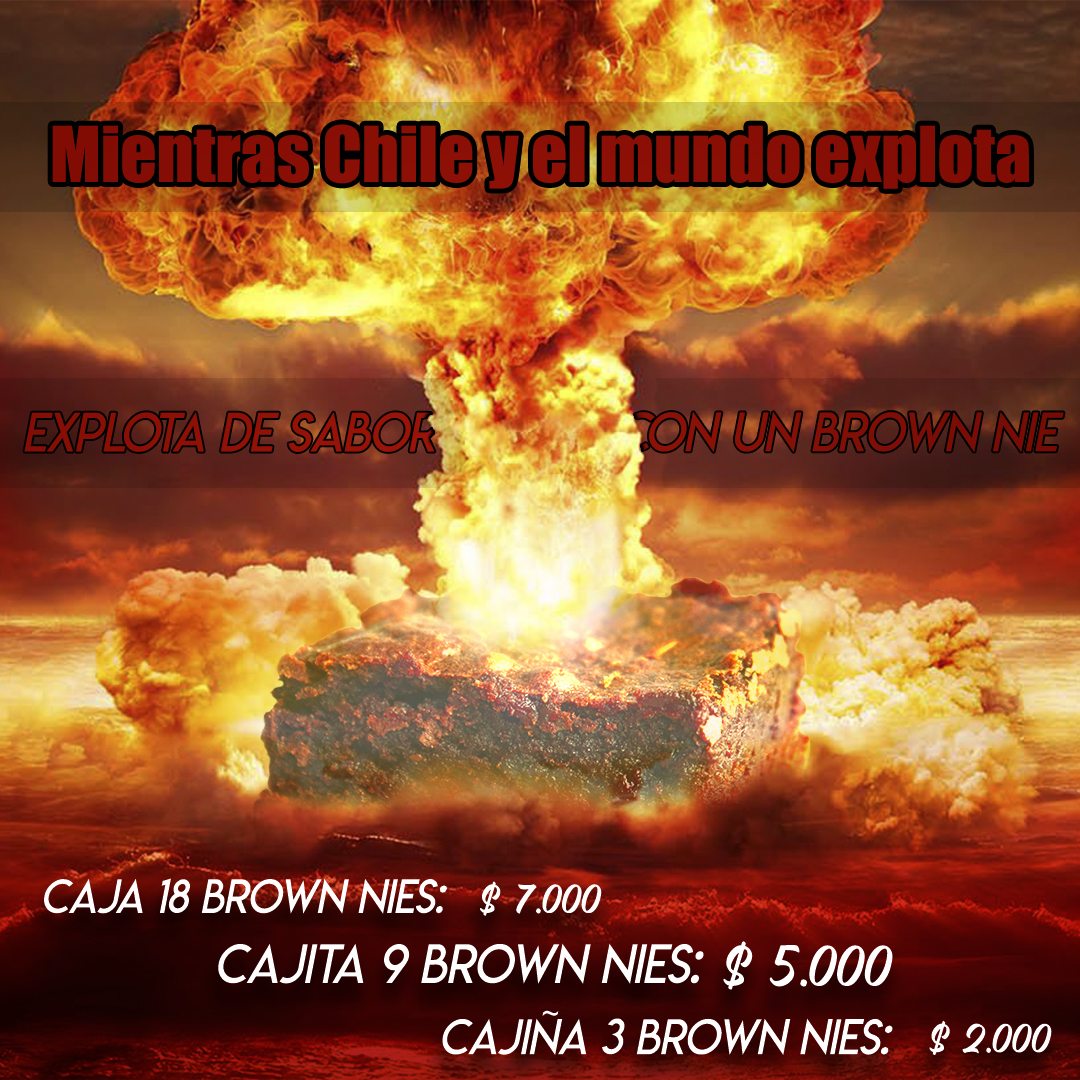 Mientras Chile y el mundo explota
EXPLOTA DE SABOR CON UN BROWN NIE
CAJA 18 BROWN NIES: $ 7.000
CAJITA 9 BROWN NIES: $ 5.000
CAJIÑA 3 BROWN NIES: $ 2.000